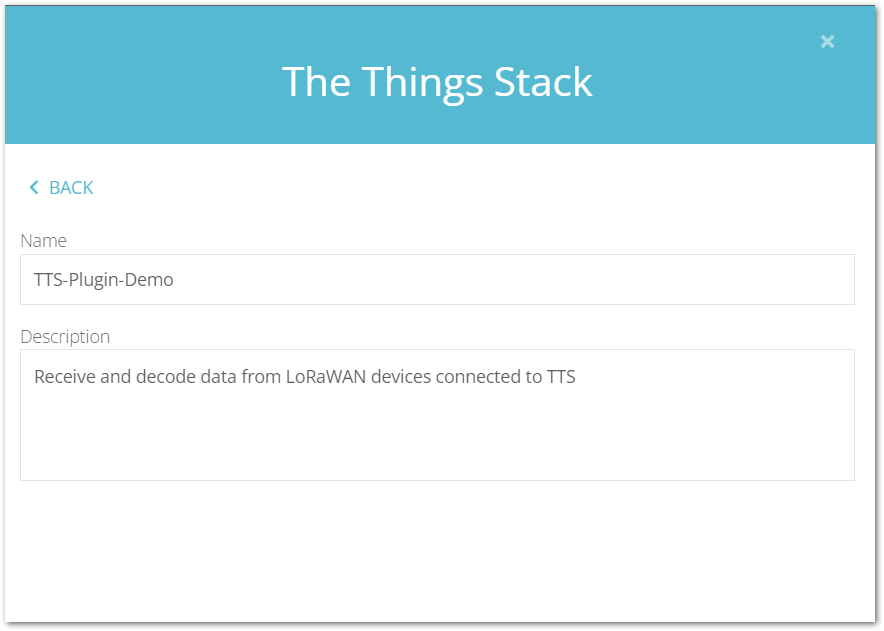 The Things Stack
BACK
Name
TTS-Plugin-Demo
Description
Receive and decode data from LoRaWAN devices connected to TTS